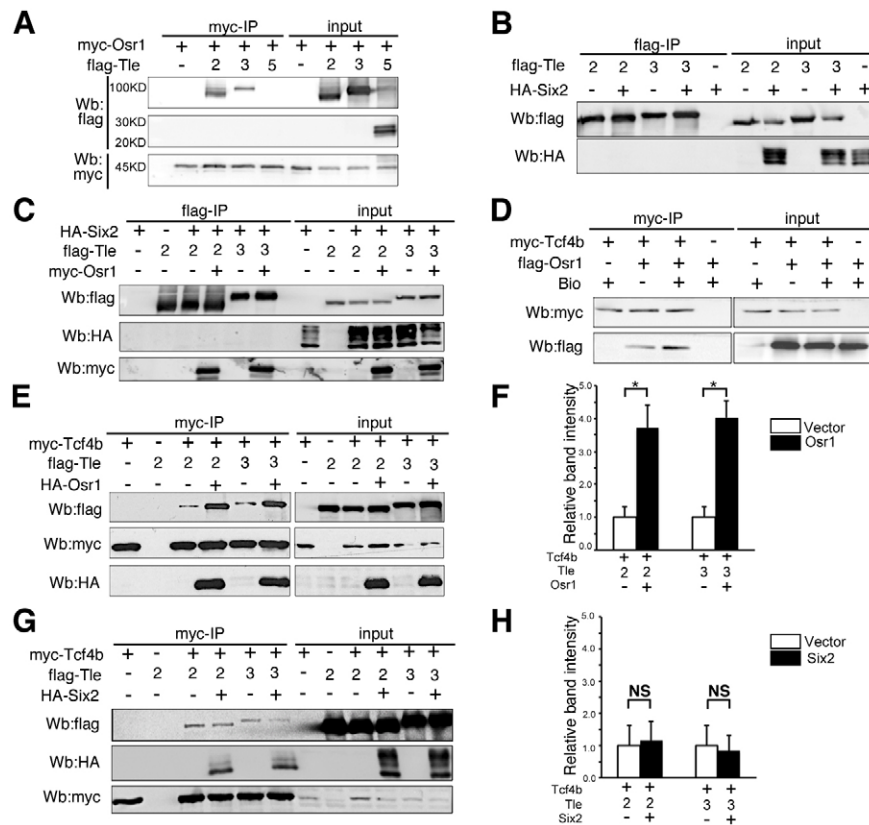 A
myc-IP input
myc-Osr1 + + + + + + + +
flag-Tle - 2 3 5 - 2 3 5
100KD
Wb: flag
30KD
20KD
Wb: myc
45KD
B
flag-IP input
flag-Tle 2 2 3 3 - 2 2 3 3 -
HA-Six2 - + - + + - + - + +
Wb:flag
Wb:HA
C
flag-IP input
HA-Six2 + - + + + + + - + + + +
flag-Tle - 2 2 2 3 3 - 2 2 2 3 3
myc-Osr1 - - - + - + - - - + - +
Wb:flag
Wb:HA
Wb:myc
D
myc-IP input
myc-Tcf4b + + + - + + + -
flag-Osr1 - + + + - + + +
Bio + - + + + - + +
Wb:myc
Wb:flag
E
myc-IP input
myc-Tcf4b + - + + + + + - + + + +
flag-Tle - 2 2 2 3 3 - 2 2 2 3 3
HA-Osr1 - - - + - + - - - + - +
Wb:flag
Wb:myc
Wb:HA
F
Relative band intensity
5.0
4.0
3.0
2.0
1.0
0.0
* *
Vector
Osr1
Tcf4b + + + +
Tle 2 2 3 3
Osr1 - + - +
G
myc-IP input
myc-Tcf4b + - + + + + + - + + + +
flag-Tle - 2 2 2 3 3 - 2 2 2 3 3
HA-Six2 - - - + - + - - - + - +
Wb:flag
Wb:HA
Wb:myc
H
Relative band intensity
5.0
4.0
3.0
2.0
1.0
0.0
NS NS
Vector
Six2
Tcf4b + + + +
Tle 2 2 3 3
Six2 - + - +